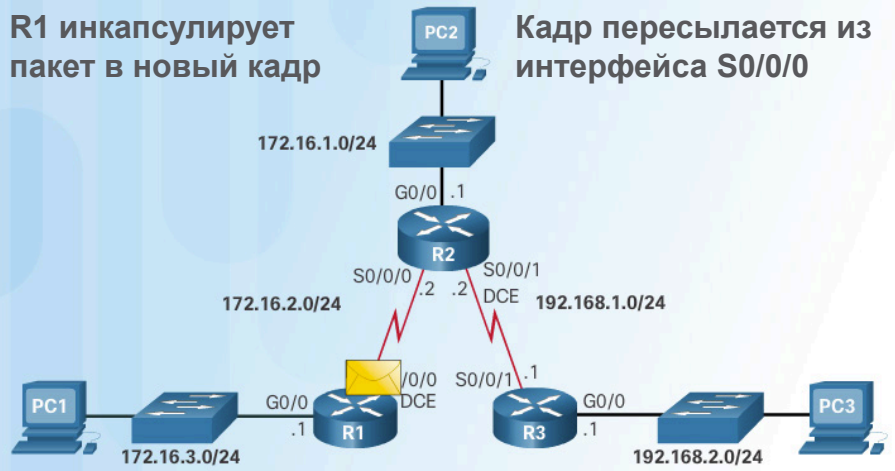 R1 инкапсулирует
пакет в новый кадр
Кадр пересылается из
интерфейса S0/0/0
PC2
172.16.1.0/24
G0/0
.1
R2
S0/0/0
.2
.2
S0/0/1
DCE
172.16.2.0/24
192.168.1.0/24
/0/0
DCE
S0/0/1
.1
PC1
G0/0
.1
R1
R3
G0/0
.1
PC3
172.16.3.0/24
192.168.2.0/24